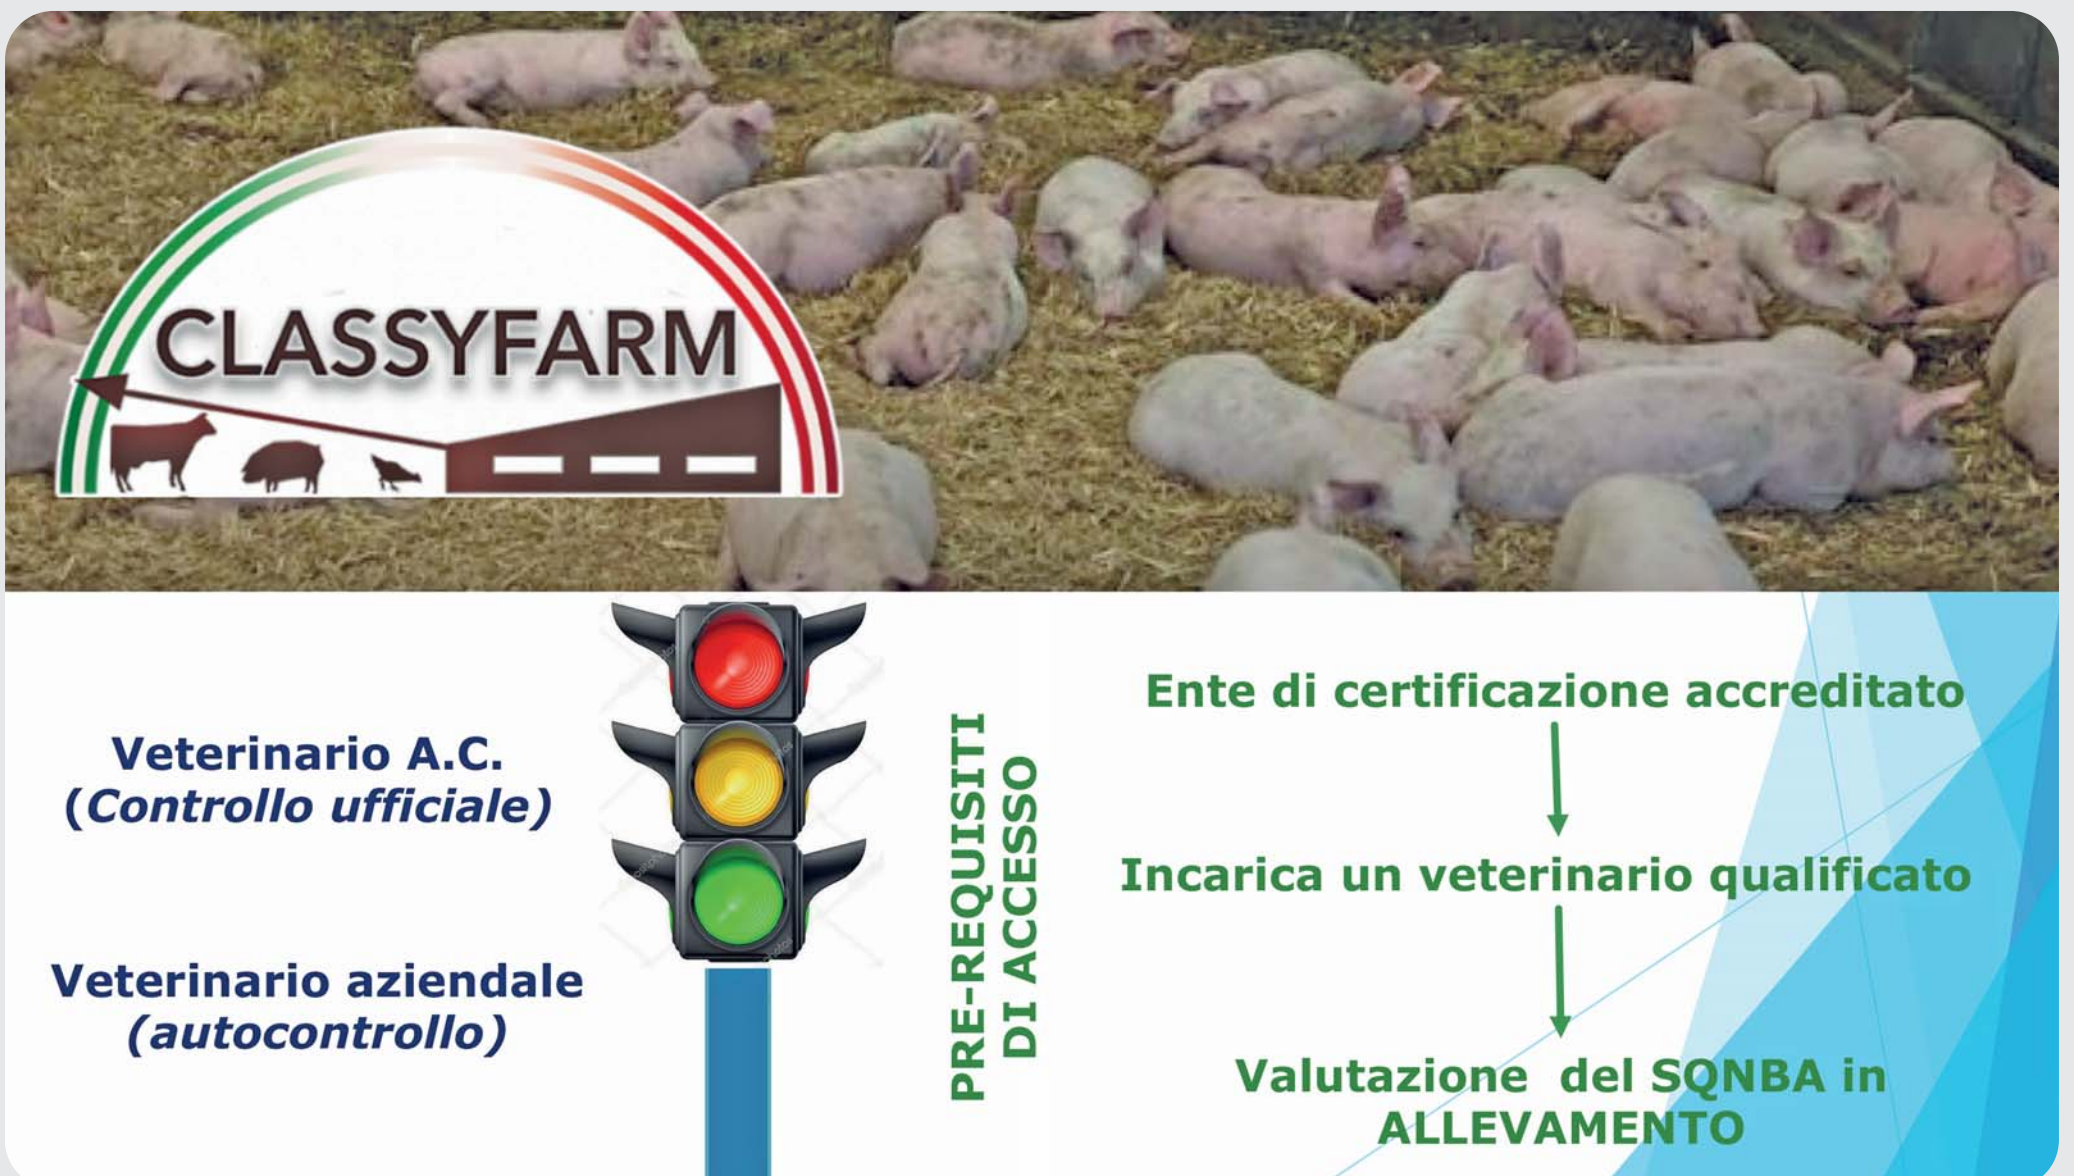 CLASSYFARM
Veterinario A.C.
(Controllo ufficiale)
Veterinario aziendale
(autocontrollo)
PRE-REQUISITI
DI ACCESSO
Ente di certificazione accreditato
Incarica un veterinario qualificato
Valutazione del SQNBA in
ALLEVAMENTO